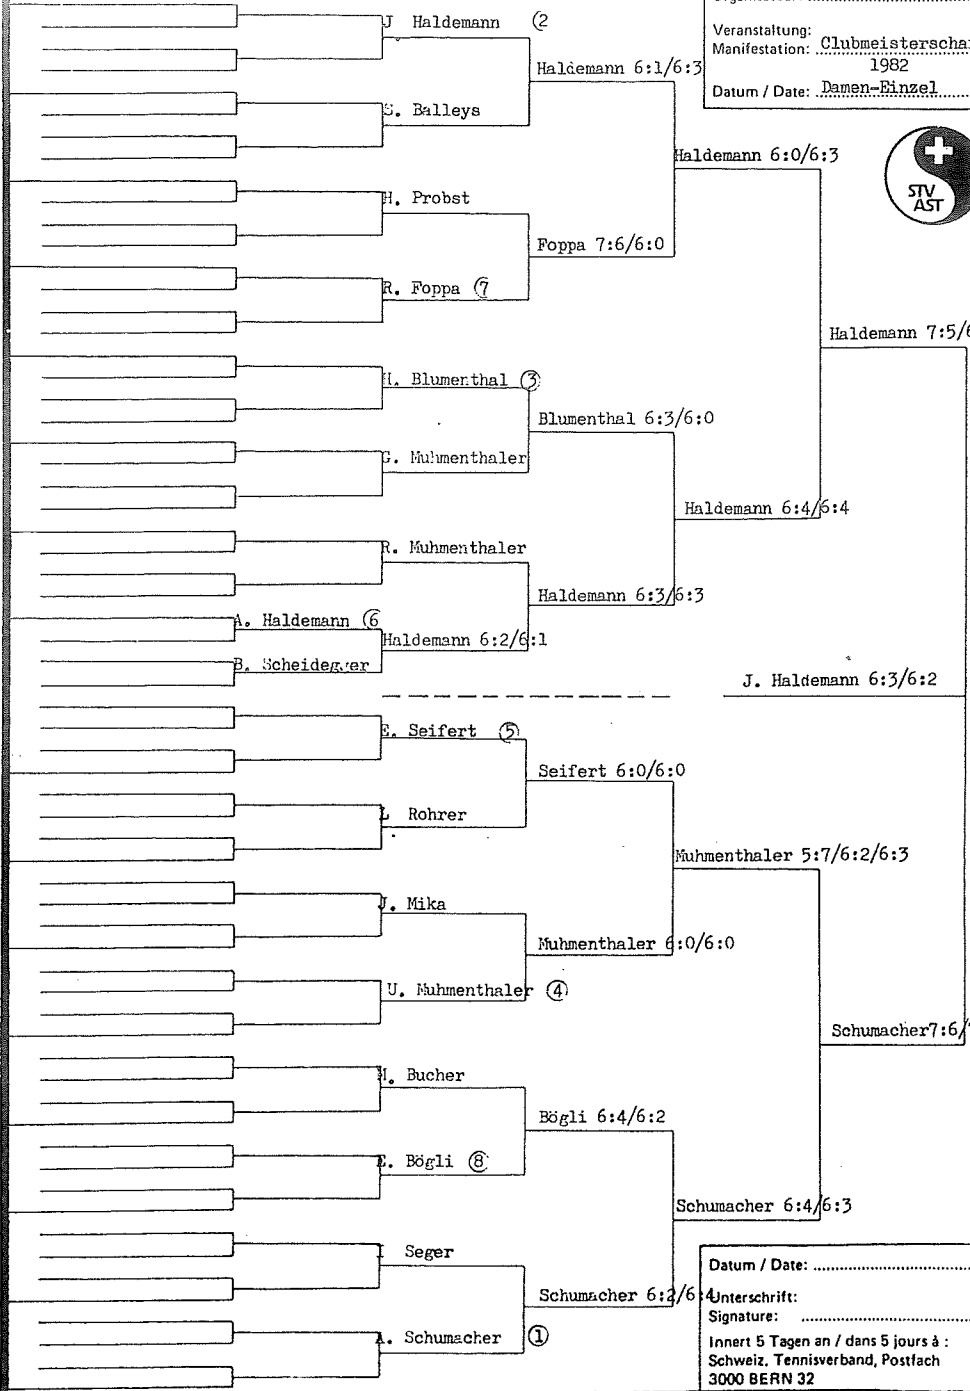 J Haldemann (2
Veranstaltung:
Manifestation: Clubmeisterschaf
1982
Haldemann 6:1/6:3
Datum / Date: Damen-Einzel
S. Balleys
Haldemann 6:0/6:3
STV
AST
H. Probst
Foppa 7:6/6:0
R. Foppa (7
Haldemann 7:5/6
H. Blumenthal (3)
Blumenthal 6:3/6:0
G. Muhmenthaler
Haldemann 6:4/6:4
R. Muhmenthaler
Haldemann 6:3/6:3
A. Haldemann (6
Haldemann 6:2/6:1
B. Scheidegger
J. Haldemann 6:3/6:2
E. Seifert (5)
Seifert 6:0/6:0
L Rohrer
Muhmenthaler 5:7/6:2/6:3
J. Mika
Muhmenthaler 6:0/6:0
U. Muhmenthaler (4)
Schumacher7:6/
M. Bucher
Bögli 6:4/6:2
E. Bögli (8)
Schumacher 6:4/6:3
Seger
Datum / Date:
Schumacher 6:2/6:4
Unterschrift:
Signature:
A. Schumacher (1)
Innert 5 Tagen an / dans 5 jours à :
Schweiz. Tennisverband, Postfach
3000 BERN 32